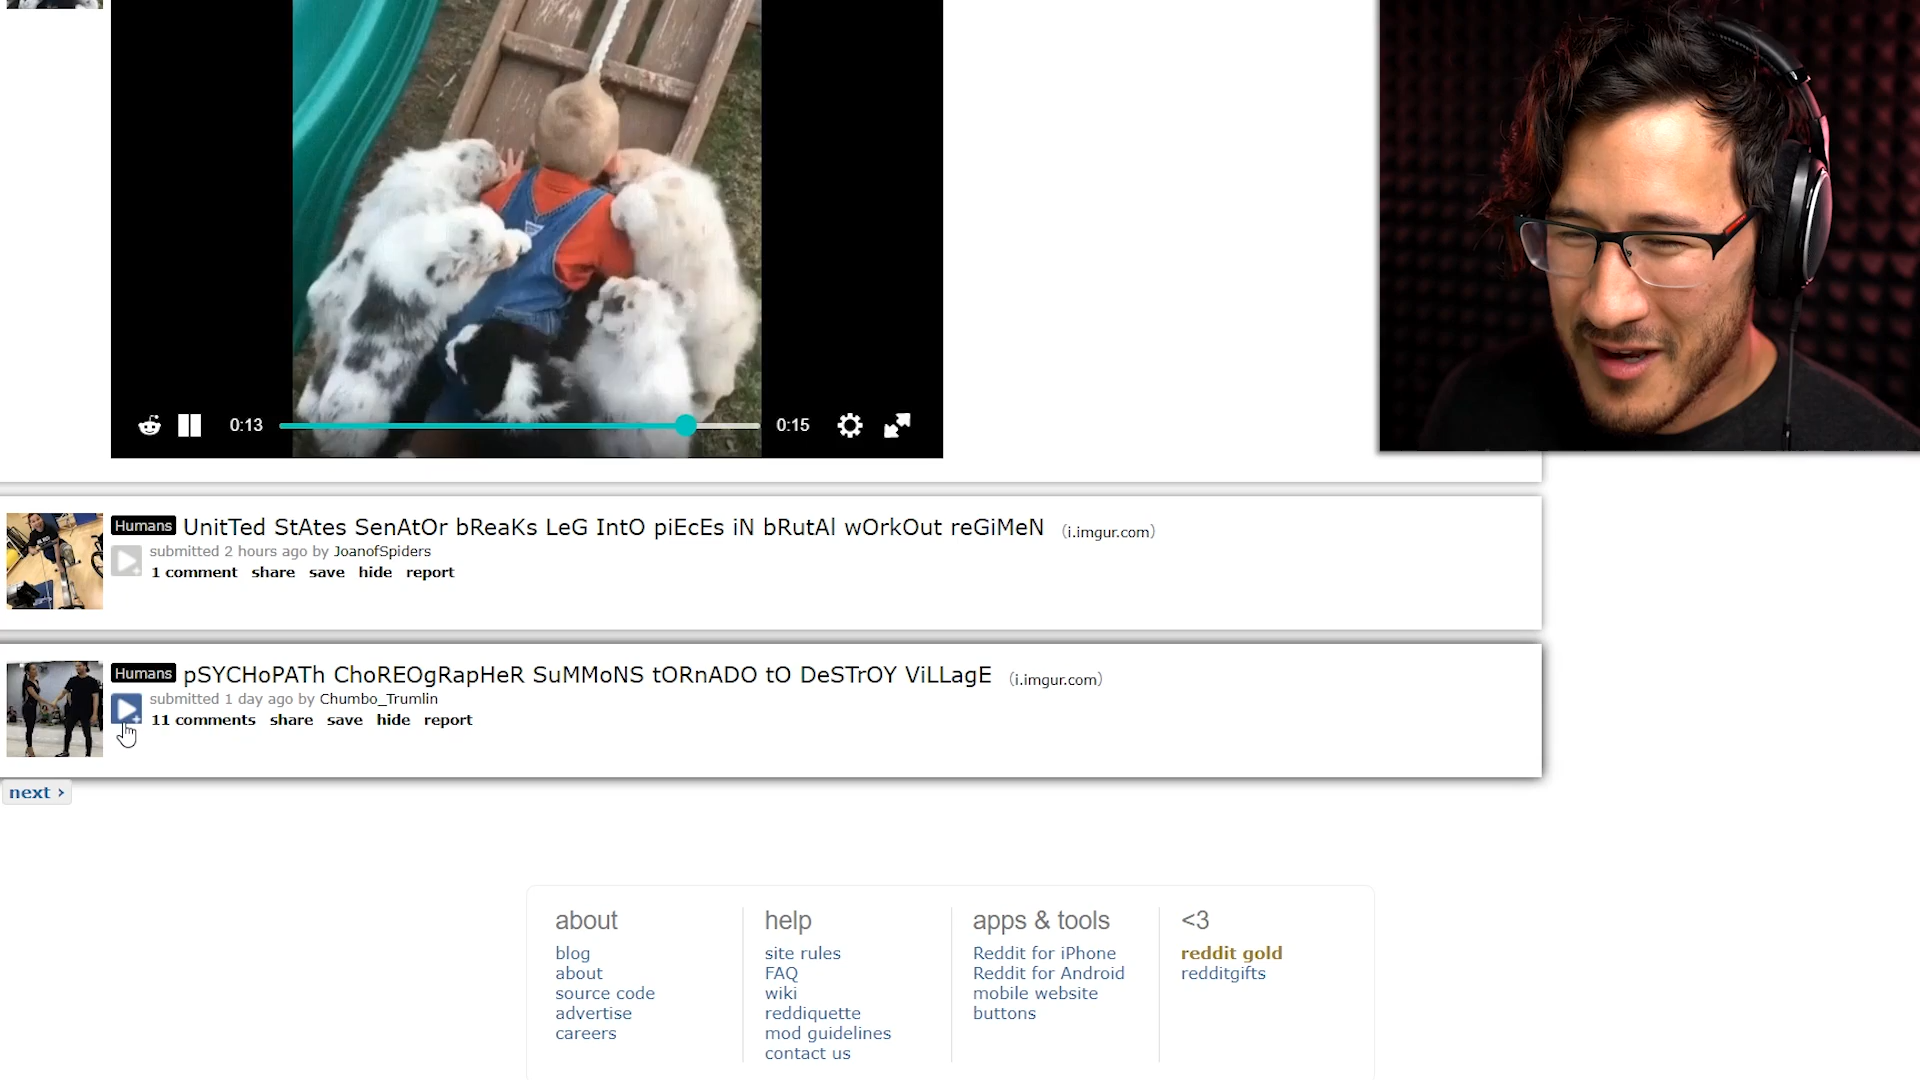 0:13
0:15
Humans UnitTed StAtes SenAtOr bReaKs LeG IntO piEcEs iN bRutAl wOrkOut reGiMeN (i.imgur.com)
submitted 2 hours ago by JoanofSpiders
1 comment share save hide report
Humans pSYCHoPATh ChoREOgRapHeR SuMMoNS tORnADO tO DeSTrOY ViLLagE (i.imgur.com)
submitted 1 day ago by Chumbo_Trumlin
11 comments share save hide report
next ›
about
blog
about
source code
advertise
careers
help
site rules
FAQ
wiki
reddiquette
mod guidelines
contact us
apps & tools
Reddit for iPhone
Reddit for Android
mobile website
buttons
<3
reddit gold
redditgifts